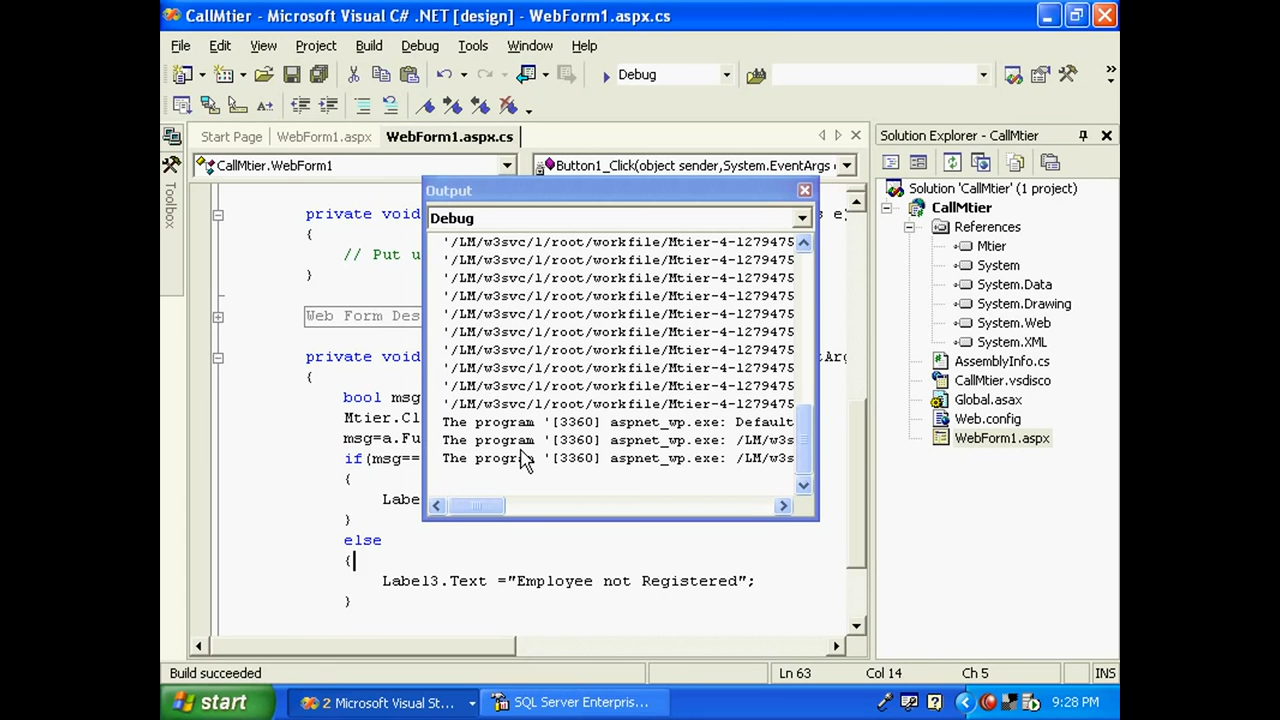 CallMtier - Microsoft Visual C# .NET [design] - WebForm1.aspx.cs
File Edit View Project Build Debug Tools Window Help
Debug
Start Page WebForm1.aspx WebForm1.aspx.cs
CallMtier.WebForm1 Button1_Click(object sender,System.EventArgs
Toolbox
private void
{
// Put u
}
Web Form Des
private void
{
bool msg
Mtier.Cl
msg=a.Fu
if(msg==
{
Labe
}
else
{
Label3.Text ="Employee not Registered";
}
Output
Debug
'/LM/w3svc/1/root/workfile/Mtier-4-1279475
'/LM/w3svc/1/root/workfile/Mtier-4-1279475
'/LM/w3svc/1/root/workfile/Mtier-4-1279475
'/LM/w3svc/1/root/workfile/Mtier-4-1279475
'/LM/w3svc/1/root/workfile/Mtier-4-1279475
'/LM/w3svc/1/root/workfile/Mtier-4-1279475
'/LM/w3svc/1/root/workfile/Mtier-4-1279475
'/LM/w3svc/1/root/workfile/Mtier-4-1279475
'/LM/w3svc/1/root/workfile/Mtier-4-1279475
'/LM/w3svc/1/root/workfile/Mtier-4-1279475
The program '[3360] aspnet_wp.exe: Default
The program '[3360] aspnet_wp.exe: /LM/w3s
The program '[3360] aspnet_wp.exe: /LM/w3s
Solution Explorer - CallMtier
Solution 'CallMtier' (1 project)
CallMtier
References
Mtier
System
System.Data
System.Drawing
System.Web
System.XML
AssemblyInfo.cs
CallMtier.vsdisco
Global.asax
Web.config
WebForm1.aspx
Build succeeded Ln 63 Col 14 Ch 5 INS
start 2 Microsoft Visual St... SQL Server Enterpris... 9:28 PM